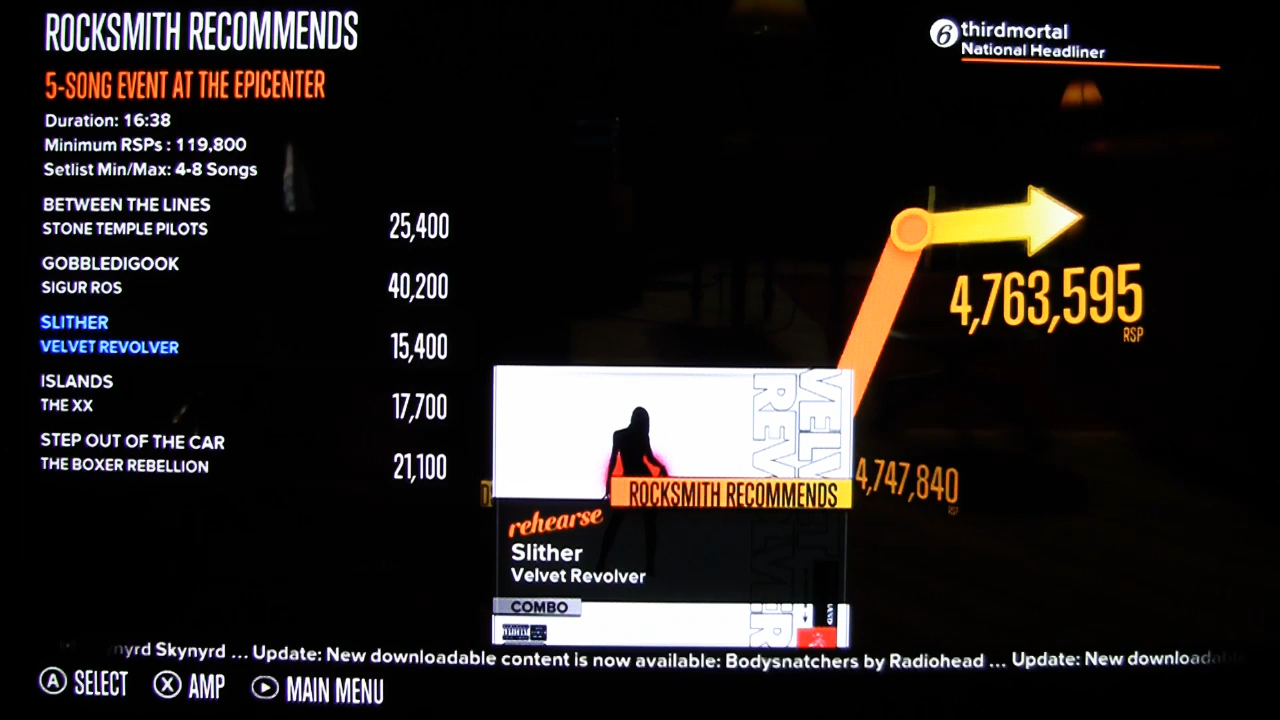 ROCKSMITH RECOMMENDS
5-SONG EVENT AT THE EPICENTER
Duration: 16:38
Minimum RSPs : 119,800
Setlist Min/Max: 4-8 Songs
6 thirdmortal
National Headliner
BETWEEN THE LINES
STONE TEMPLE PILOTS 25,400
GOBBLEDIGOOK
SIGUR ROS 40,200
SLITHER
VELVET REVOLVER 15,400
ISLANDS
THE XX 17,700
STEP OUT OF THE CAR
THE BOXER REBELLION 21,100
4,763,595
RSP
4,747,840
RSP
ROCKSMITH RECOMMENDS
rehearse
Slither
Velvet Revolver
COMBO
nyrd Skynyrd ... Update: New downloadable content is now available: Bodysnatchers by Radiohead ... Update: New downloadab
A SELECT X AMP MAIN MENU